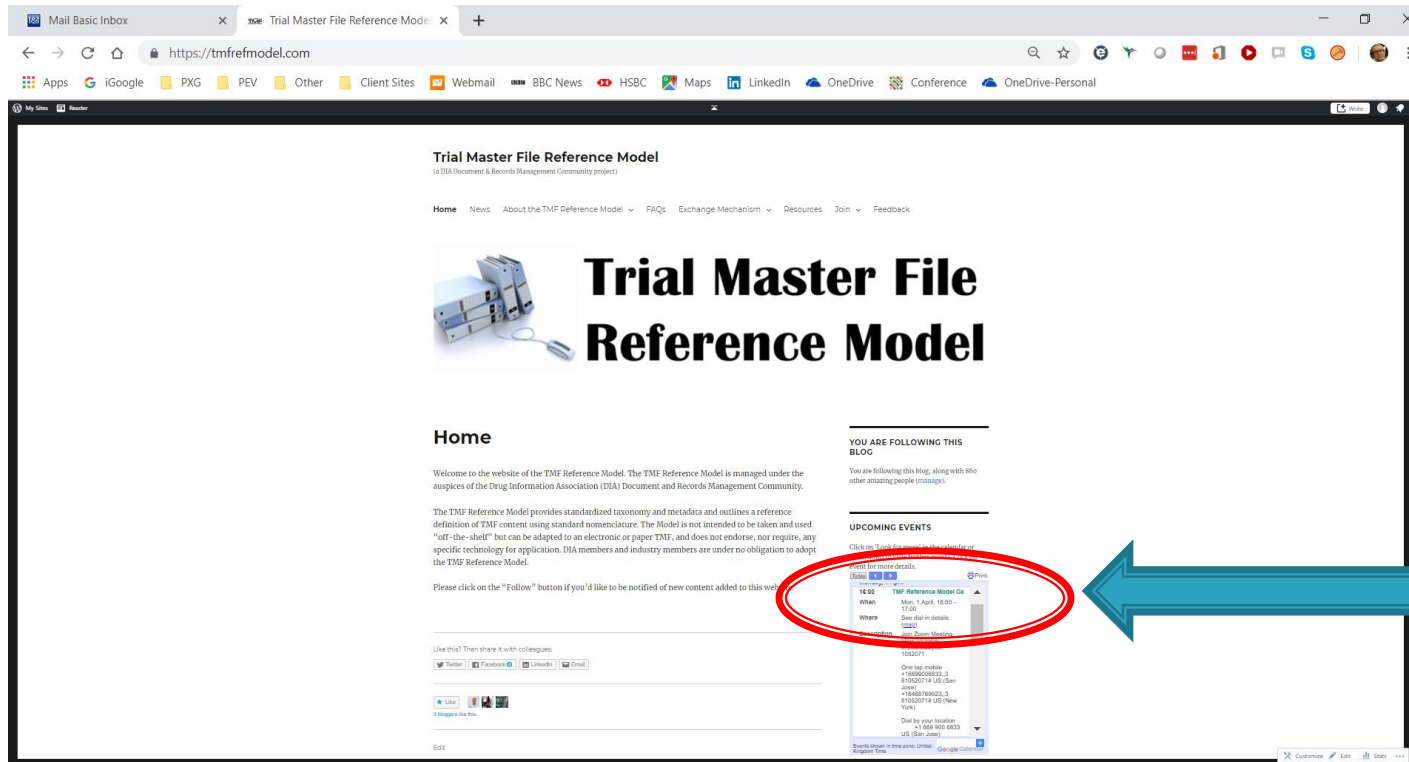 Mail Basic Inbox
Trial Master File Reference Mode
https://tmfrefmodel.com
Apps
iGoogle
PXG
PEV
Other
Client Sites
Webmail
BBC News
HSBC
Maps
LinkedIn
OneDrive
Conference
OneDrive-Personal
My Sites
Reader
Write
Trial Master File Reference Model
(a DIA Document & Records Management Community project)
Home News About the TMF Reference Model FAQs Exchange Mechanism Resources Join Feedback
Trial Master File
Reference Model
Home
Welcome to the website of the TMF Reference Model. The TMF Reference Model is managed under the
auspices of the Drug Information Association (DIA) Document and Records Management Community.
The TMF Reference Model provides standardized taxonomy and metadata and outlines a reference
definition of TMF content using standard nomenclature. The Model is not intended to be taken and used
“off-the-shelf” but can be adapted to an electronic or paper TMF, and does not endorse, nor require, any
specific technology for application. DIA members and industry members are under no obligation to adopt
the TMF Reference Model.
Please click on the “Follow” button if you’d like to be notified of new content added to this
Like this? Then share it with colleagues:
Twitter
Facebook
LinkedIn
Email
Like
3 bloggers like this.
Edit
YOU ARE FOLLOWING THIS
BLOG
You are following this blog, along with 860
other amazing people (manage).
UPCOMING EVENTS
Click on 'Look for more' in the calendar or
event for more details.
Today
Print
16:00 TMF Reference Model Ge
When Mon, 1 April, 16:00 –
17:00
Where See dial-in details
(map)
Description Join Zoom Meeting
1052071
One tap mobile
+16699006833,,3
81052071# US (San
Jose)
+16468769923,,3
81052071# US (New
York)
Dial by your location
+1 669 900 6833
US (San Jose)
Events shown in time zone: United
Kingdom Time
Google Calendar
Customize
Edit
Stats